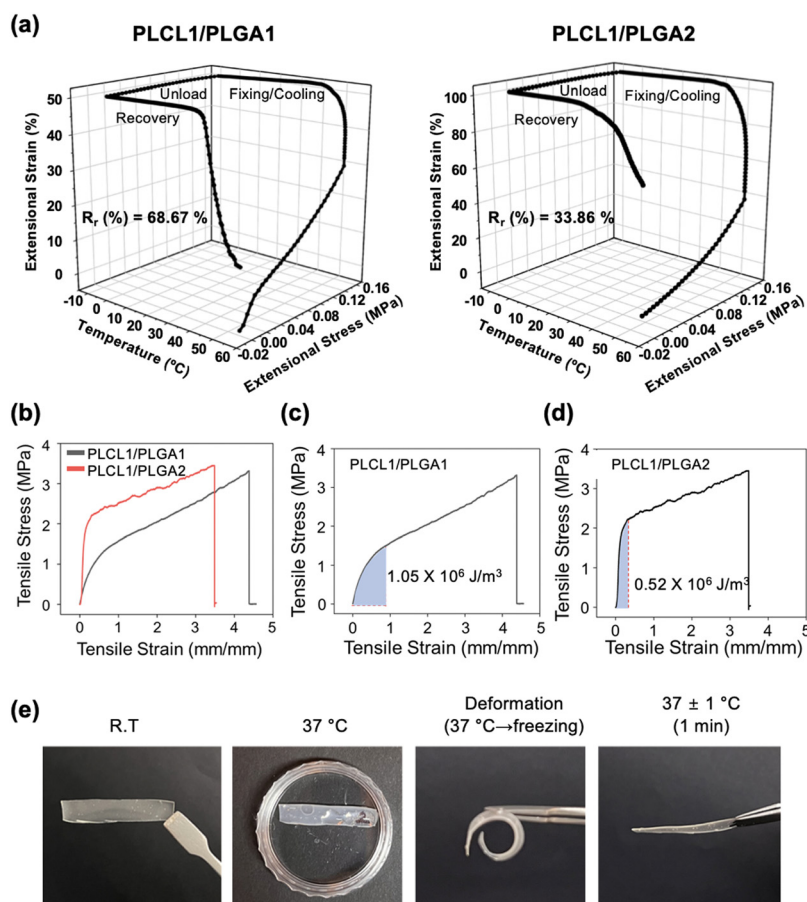 (a)
PLCL1/PLGA1
PLCL1/PLGA2
Extensional Strain (%)
50
40
30
20
10
0
Unload
Fixing/Cooling
Recovery
Rr (%) = 68.67 %
-10
0
10
20
30
40
50
60
Temperature (ºC)
-0.02
0.00
0.04
0.08
0.12
0.16
Extensional Stress (MPa)
Extensional Strain (%)
100
80
60
40
20
0
Unload
Fixing/Cooling
Recovery
Rr (%) = 33.86 %
-10
0
10
20
30
40
50
60
Temperature (ºC)
-0.02
0.00
0.04
0.08
0.12
0.16
Extensional Stress (MPa)
(b)
PLCL1/PLGA1
PLCL1/PLGA2
Tensile Stress (MPa)
4
3
2
1
0
0 1 2 3 4 5
Tensile Strain (mm/mm)
(c)
PLCL1/PLGA1
Tensile Stress (MPa)
4
3
2
1
0
1.05 X 10⁶ J/m³
0 1 2 3 4 5
Tensile Strain (mm/mm)
(d)
PLCL1/PLGA2
Tensile Stress (MPa)
4
3
2
1
0
0.52 X 10⁶ J/m³
0 1 2 3 4 5
Tensile Strain (mm/mm)
(e)
R.T
37 °C
Deformation
(37 °C→freezing)
37 ± 1 °C
(1 min)